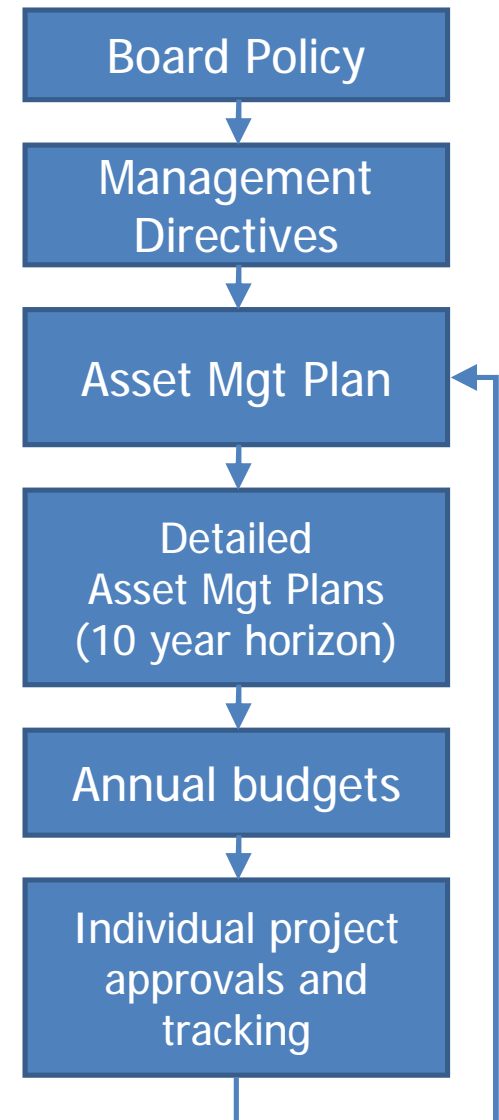 Board Policy
Management
Directives
Asset Mgt Plan
Detailed
Asset Mgt Plans
(10 year horizon)
Annual budgets
Individual project
approvals and
tracking